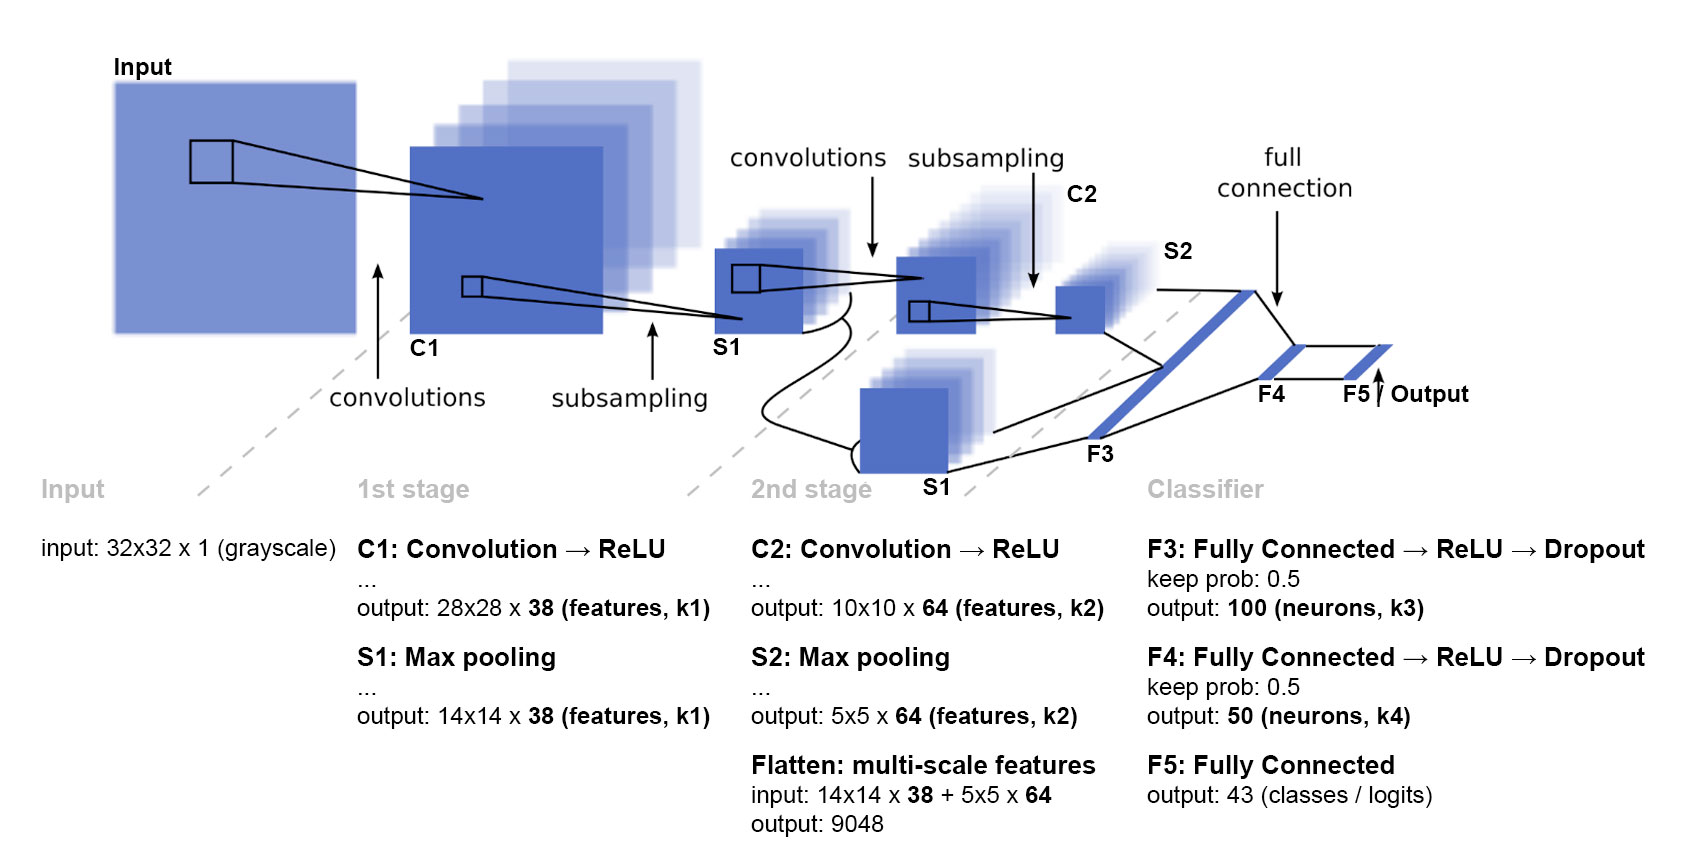 Input
convolutions
subsampling
full
connection
C2
S2
C1
S1
convolutions
subsampling
F4
F5 / Output
F3
S1
Input
1st stage
2nd stage
Classifier
input: 32x32 x 1 (grayscale)
C1: Convolution → ReLU
...
output: 28x28 x 38 (features, k1)
S1: Max pooling
...
output: 14x14 x 38 (features, k1)
C2: Convolution → ReLU
...
output: 10x10 x 64 (features, k2)
S2: Max pooling
...
output: 5x5 x 64 (features, k2)
Flatten: multi-scale features
input: 14x14 x 38 + 5x5 x 64
output: 9048
F3: Fully Connected → ReLU → Dropout
keep prob: 0.5
output: 100 (neurons, k3)
F4: Fully Connected → ReLU → Dropout
keep prob: 0.5
output: 50 (neurons, k4)
F5: Fully Connected
output: 43 (classes / logits)